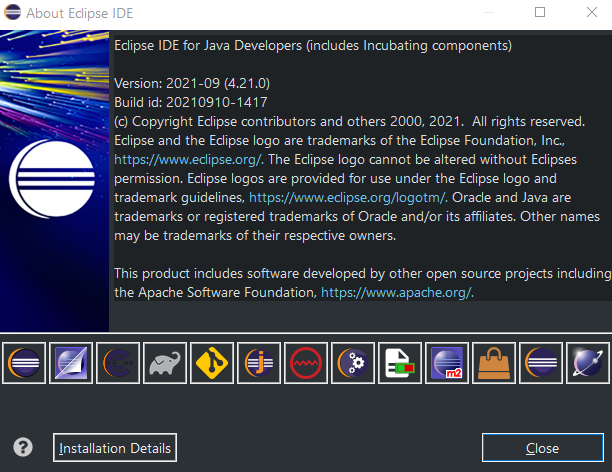 About Eclipse IDE
Eclipse IDE for Java Developers (includes Incubating components)
Version: 2021-09 (4.21.0)
Build id: 20210910-1417
(c) Copyright Eclipse contributors and others 2000, 2021.  All rights reserved.
Eclipse and the Eclipse logo are trademarks of the Eclipse Foundation, Inc.,
https://www.eclipse.org/. The Eclipse logo cannot be altered without Eclipses
permission. Eclipse logos are provided for use under the Eclipse logo and
trademark guidelines, https://www.eclipse.org/logotm/. Oracle and Java are
trademarks or registered trademarks of Oracle and/or its affiliates. Other names
may be trademarks of their respective owners.
This product includes software developed by other open source projects including
the Apache Software Foundation, https://www.apache.org/.
C
j
m2
?
Installation Details
Close